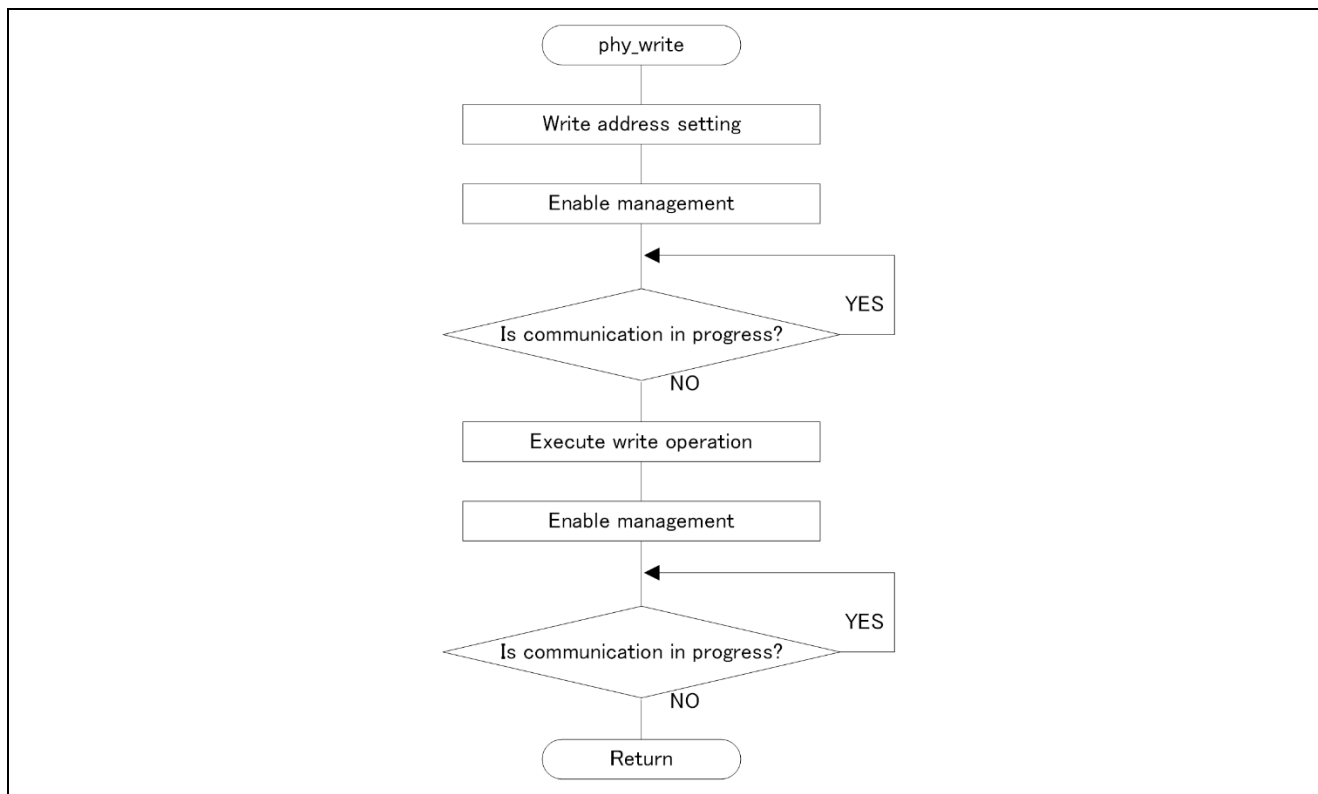 phy_write
Write address setting
Enable management
YES
Is communication in progress?
NO
Execute write operation
Enable management
YES
Is communication in progress?
NO
Return